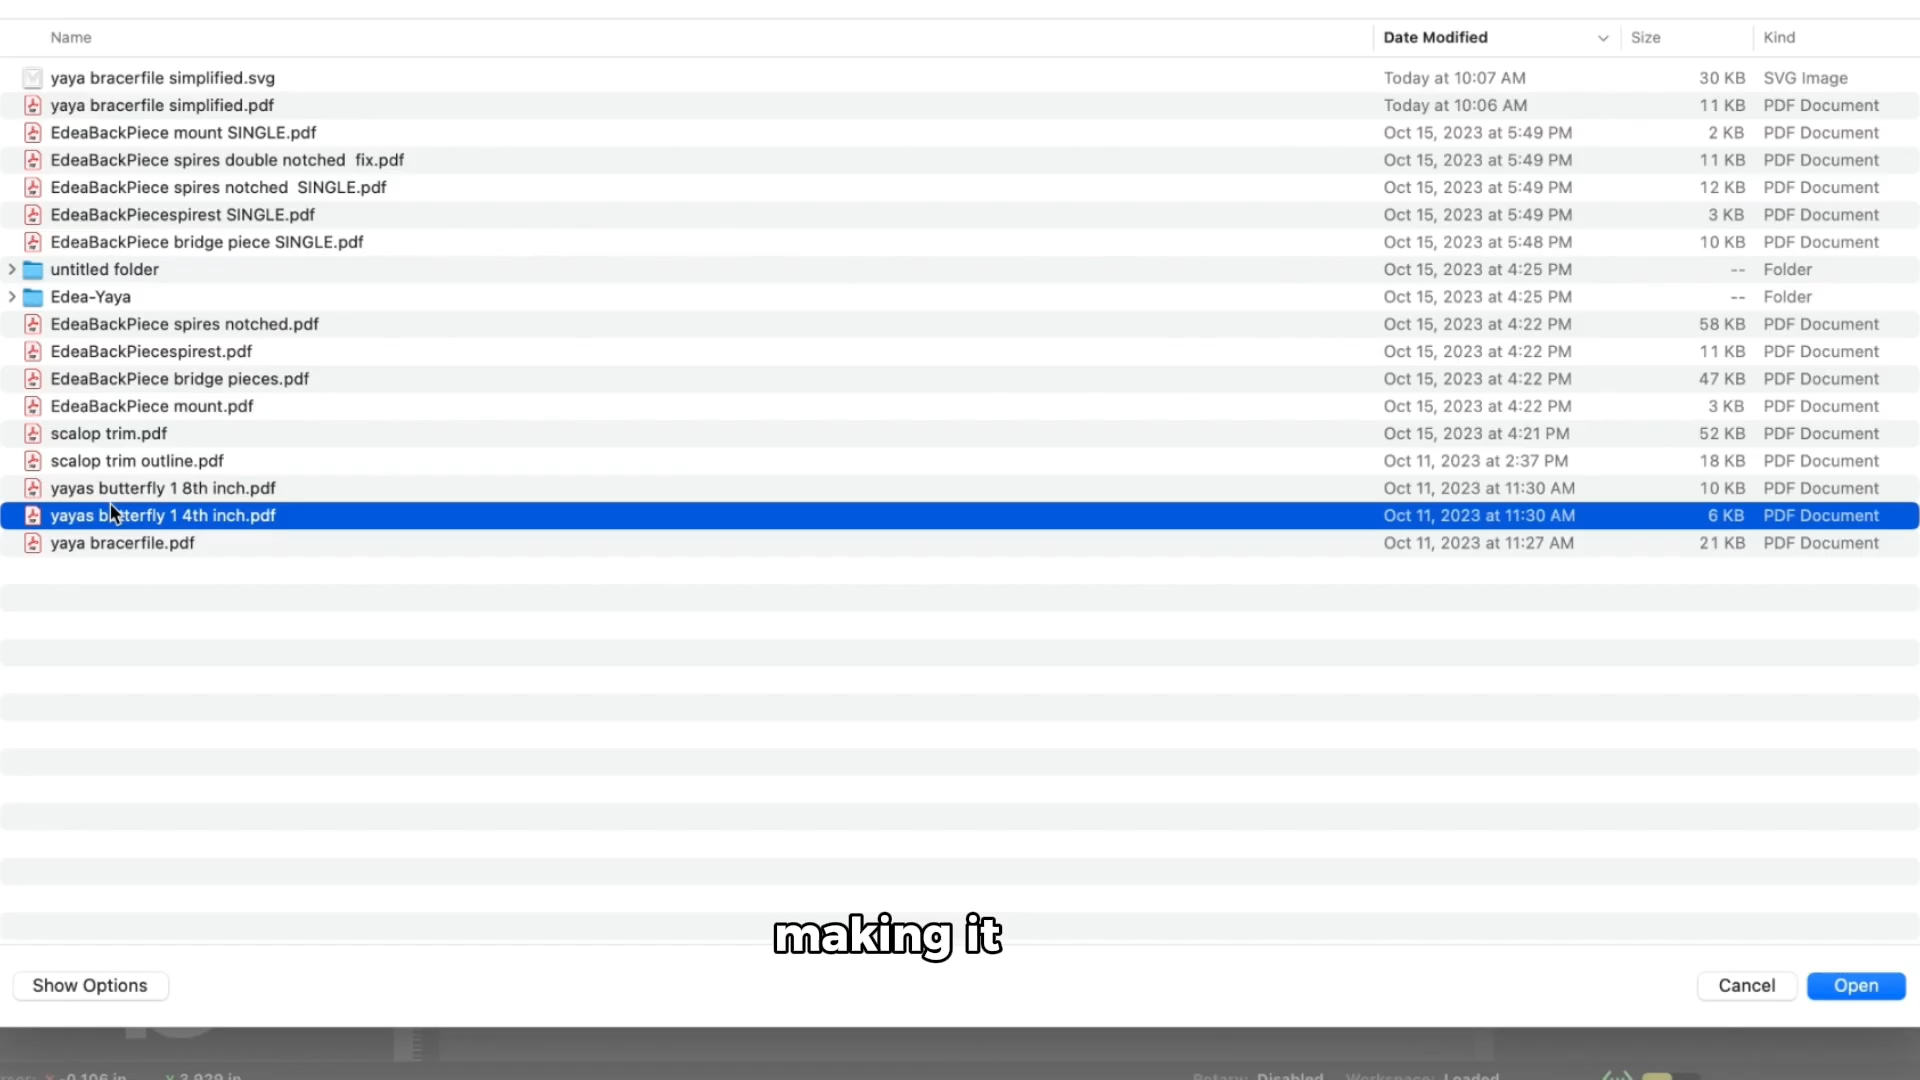 Name Date Modified Size Kind
yaya bracerfile simplified.svg Today at 10:07 AM 30 KB SVG Image
yaya bracerfile simplified.pdf Today at 10:06 AM 11 KB PDF Document
EdeaBackPiece mount SINGLE.pdf Oct 15, 2023 at 5:49 PM 2 KB PDF Document
EdeaBackPiece spires double notched  fix.pdf Oct 15, 2023 at 5:49 PM 11 KB PDF Document
EdeaBackPiece spires notched  SINGLE.pdf Oct 15, 2023 at 5:49 PM 12 KB PDF Document
EdeaBackPiecespirest SINGLE.pdf Oct 15, 2023 at 5:49 PM 3 KB PDF Document
EdeaBackPiece bridge piece SINGLE.pdf Oct 15, 2023 at 5:48 PM 10 KB PDF Document
untitled folder Oct 15, 2023 at 4:25 PM -- Folder
Edea-Yaya Oct 15, 2023 at 4:25 PM -- Folder
EdeaBackPiece spires notched.pdf Oct 15, 2023 at 4:22 PM 58 KB PDF Document
EdeaBackPiecespirest.pdf Oct 15, 2023 at 4:22 PM 11 KB PDF Document
EdeaBackPiece bridge pieces.pdf Oct 15, 2023 at 4:22 PM 47 KB PDF Document
EdeaBackPiece mount.pdf Oct 15, 2023 at 4:22 PM 3 KB PDF Document
scalop trim.pdf Oct 15, 2023 at 4:21 PM 52 KB PDF Document
scalop trim outline.pdf Oct 11, 2023 at 2:37 PM 18 KB PDF Document
yayas butterfly 1 8th inch.pdf Oct 11, 2023 at 11:30 AM 10 KB PDF Document
yayas butterfly 1 4th inch.pdf Oct 11, 2023 at 11:30 AM 6 KB PDF Document
yaya bracerfile.pdf Oct 11, 2023 at 11:27 AM 21 KB PDF Document
making it
Show Options Cancel Open
-0.106 in Y 3.929 in Rotary: Disabled Workspace: Loaded